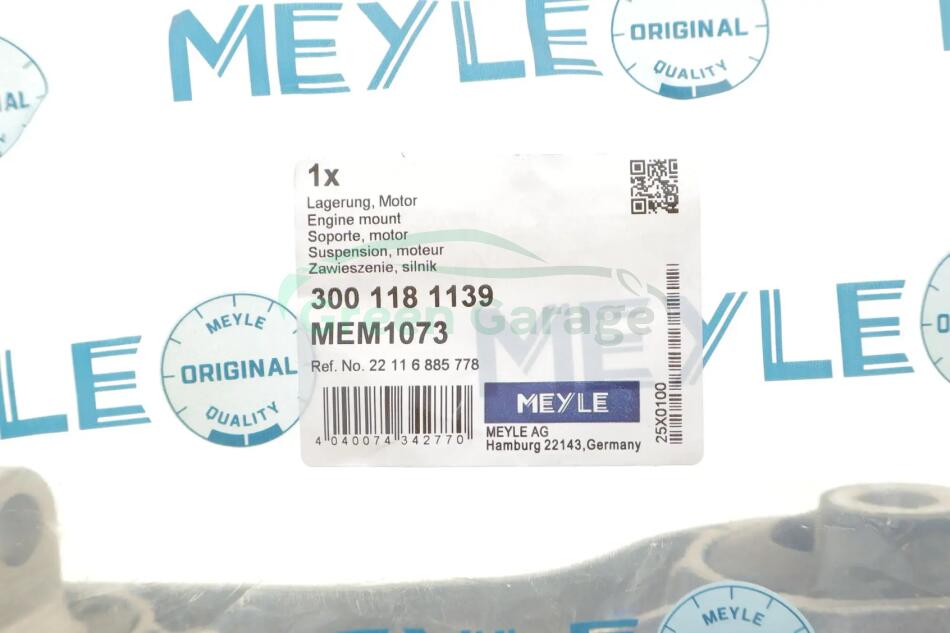 MEYLE
ORIGINAL
QUALITY
AL
1x
Lagerung, Motor
Engine mount
Soporte, motor
Suspension, moteur
Zawieszenie, silnik
300 118 1139
MEM1073
Green Garage
Ref. No. 22 11 6 885 778
4 040074 342770
MEYLE
MEYLE AG
Hamburg 22143,Germany
25X0100
MEYLE
ORIGINAL
QUALITY
LE
MEYLE
MEYLE